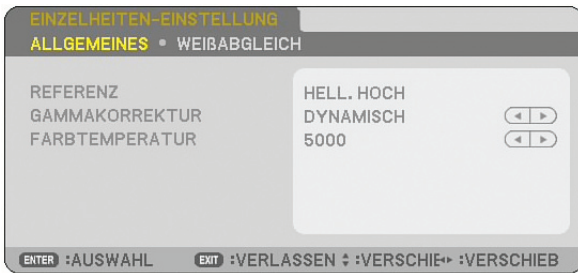 EINZELHEITEN-EINSTELLUNG
ALLGEMEINES • WEIßABGLEICH
REFERENZ HELL. HOCH
GAMMAKORREKTUR DYNAMISCH
FARBTEMPERATUR 5000
ENTER :AUSWAHL EXIT :VERLASSEN :VERSCHIE :VERSCHIEB